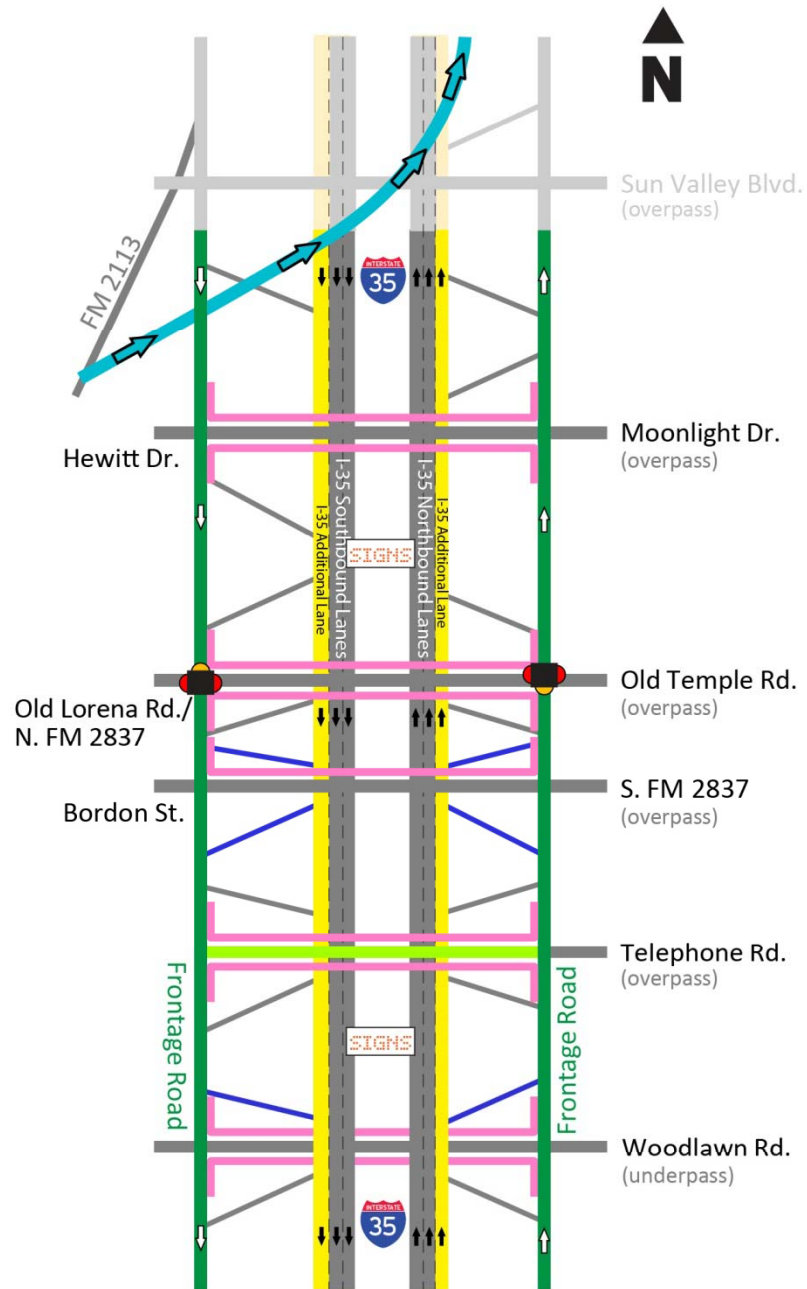 N
Sun Valley Blvd.
(overpass)
FM 2113
INTERSTATE
35
Moonlight Dr.
(overpass)
Hewitt Dr.
I-35 Additional Lane
I-35 Southbound Lanes
I-35 Northbound Lanes
I-35 Additional Lane
SIGNS
Old Temple Rd.
(overpass)
Old Lorena Rd./
N. FM 2837
S. FM 2837
(overpass)
Bordon St.
Telephone Rd.
(overpass)
Frontage Road
Frontage Road
SIGNS
Woodlawn Rd.
(underpass)
INTERSTATE
35